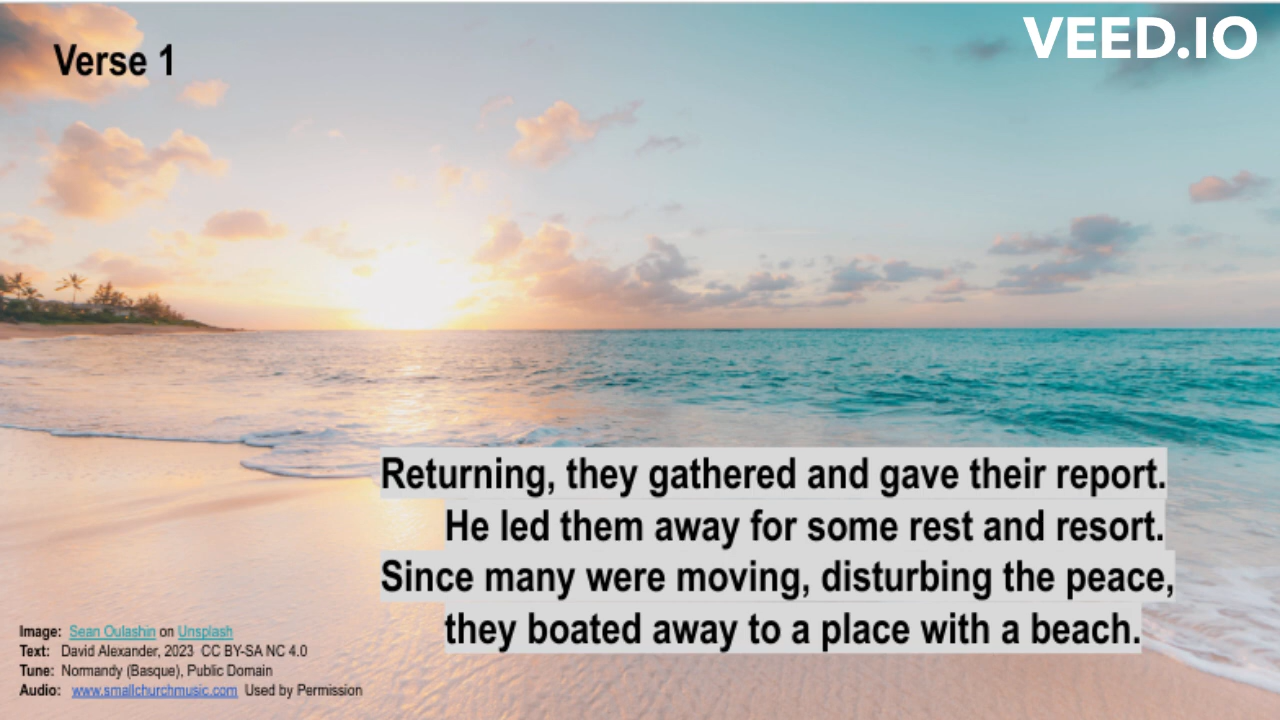 Verse 1
VEED.IO
Returning, they gathered and gave their report.
He led them away for some rest and resort.
Since many were moving, disturbing the peace,
they boated away to a place with a beach.
Image: Sean Oulashin on Unsplash
Text: David Alexander, 2023 CC BY-SA NC 4.0
Tune: Normandy (Basque), Public Domain
Audio: www.smallchurchmusic.com Used by Permission